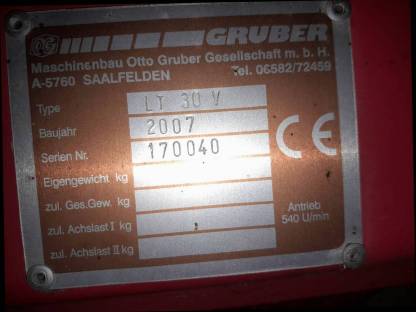 OG GRUBER
Maschinenbau Otto Gruber Gesellschaft m. b. H.
A-5760 SAALFELDEN Tel. 06582/72459
Type LT 30 V
Baujahr 2007
Serien Nr. 170040
CE
Eigengewicht kg
zul. Ges.Gew. kg
zul. Achslast I kg
zul. Achslast II kg
Antrieb
540 U/min